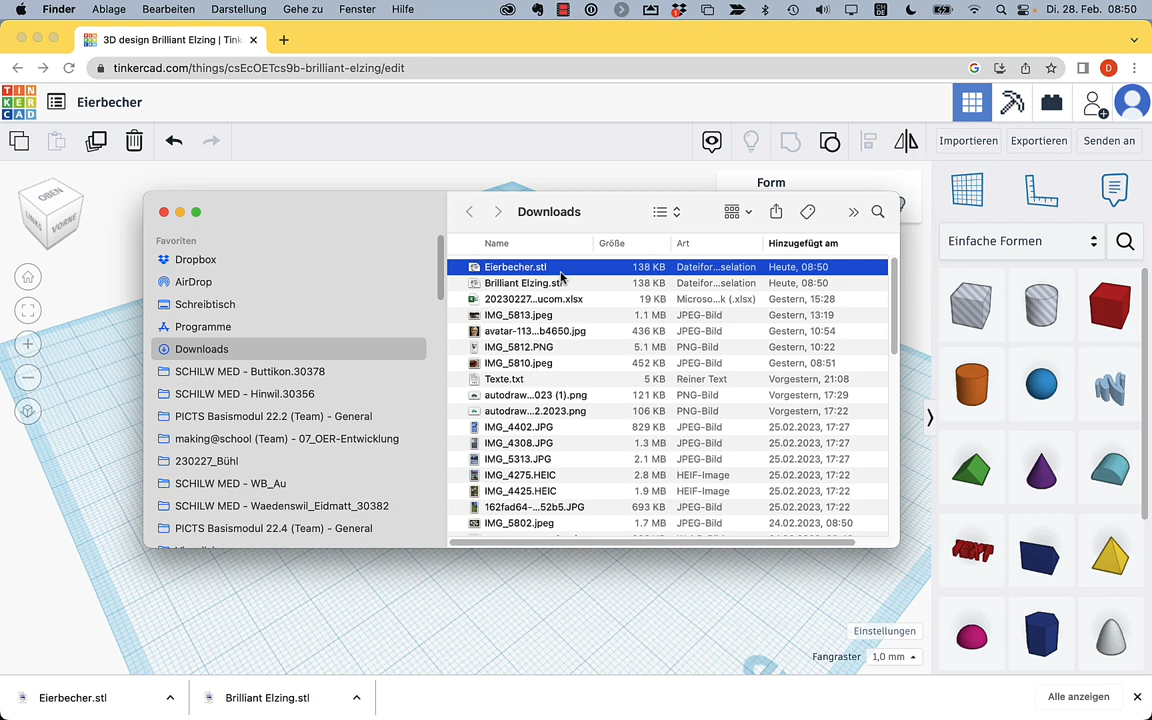 Finder Ablage Bearbeiten Darstellung Gehe zu Fenster Hilfe Di. 28. Feb. 08:50
3D design Brilliant Elzing | Tink
tinkercad.com/things/csEcOETcs9b-brilliant-elzing/edit
D
TIN
KER
CAD
Eierbecher
Importieren Exportieren Senden an
OBEN
LINKS
VORNE
Form
Downloads
Einfache Formen
Favoriten
Dropbox
AirDrop
Schreibtisch
Programme
Downloads
SCHILW MED - Buttikon.30378
SCHILW MED - Hinwil.30356
PICTS Basismodul 22.2 (Team) - General
making@school (Team) - 07_OER-Entwicklung
230227_Bühl
SCHILW MED - WB_Au
SCHILW MED - Waedenswil_Eidmatt_30382
PICTS Basismodul 22.4 (Team) - General
Name Größe Art Hinzugefügt am
Eierbecher.stl 138 KB Dateifor...selation Heute, 08:50
Brilliant Elzing.stl 138 KB Dateifor...selation Heute, 08:50
20230227...ucom.xlsx 19 KB Microso...k (.xlsx) Gestern, 15:28
IMG_5813.jpeg 1.1 MB JPEG-Bild Gestern, 13:19
avatar-113...b4650.jpg 436 KB JPEG-Bild Gestern, 10:54
IMG_5812.PNG 5.1 MB PNG-Bild Gestern, 10:22
IMG_5810.jpeg 452 KB JPEG-Bild Gestern, 08:51
Texte.txt 5 KB Reiner Text Vorgestern, 21:08
autodraw...023 (1).png 121 KB PNG-Bild Vorgestern, 17:29
autodraw...2.2023.png 106 KB PNG-Bild Vorgestern, 17:22
IMG_4402.JPG 829 KB JPEG-Bild 25.02.2023, 17:27
IMG_4308.JPG 1.3 MB JPEG-Bild 25.02.2023, 17:27
IMG_5313.JPG 2.1 MB JPEG-Bild 25.02.2023, 17:27
IMG_4275.HEIC 2.8 MB HEIF-Image 25.02.2023, 17:22
IMG_4425.HEIC 1.9 MB HEIF-Image 25.02.2023, 17:22
162fad64-...52b5.JPG 693 KB JPEG-Bild 25.02.2023, 17:22
IMG_5802.jpeg 1.7 MB JPEG-Bild 24.02.2023, 08:50
TEXT
Einstellungen
Fangraster 1,0 mm
Eierbecher.stl Brilliant Elzing.stl Alle anzeigen